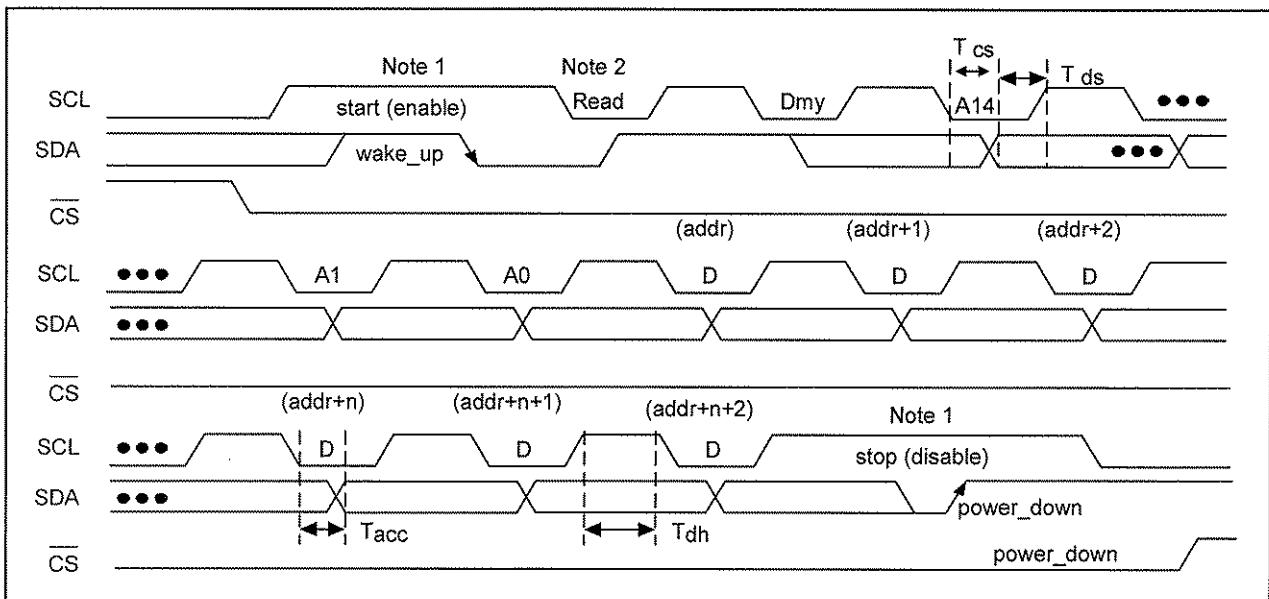 T cs
Note 1 Note 2 T ds
SCL start (enable) Read Dmy A14 •••
SDA wake_up •••
CS
(addr) (addr+1) (addr+2)
SCL ••• A1 A0 D D D
SDA •••
CS
(addr+n) (addr+n+1) (addr+n+2) Note 1
SCL ••• D D D stop (disable)
SDA ••• power_down
Tacc Tdh
CS power_down